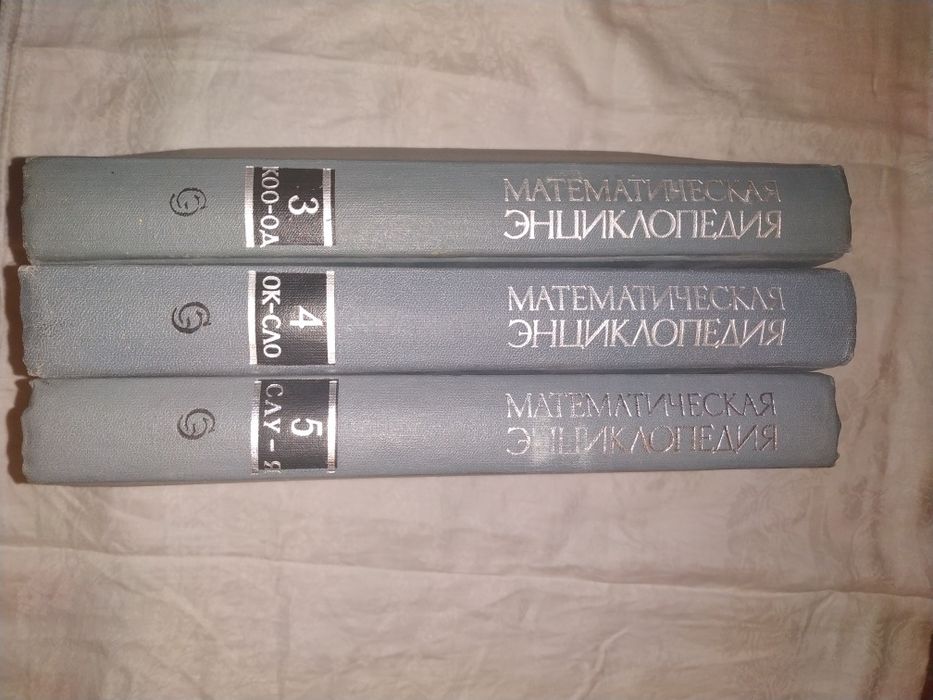 МАТЕМАТИЧЕСКАЯ
ЭНЦИКЛОПЕДИЯ
3
КОО-ОД
МАТЕМАТИЧЕСКАЯ
ЭНЦИКЛОПЕДИЯ
4
ОК-СЛО
МАТЕМАТИЧЕСКАЯ
ЭНЦИКЛОПЕДИЯ
5
СЛУ-Я